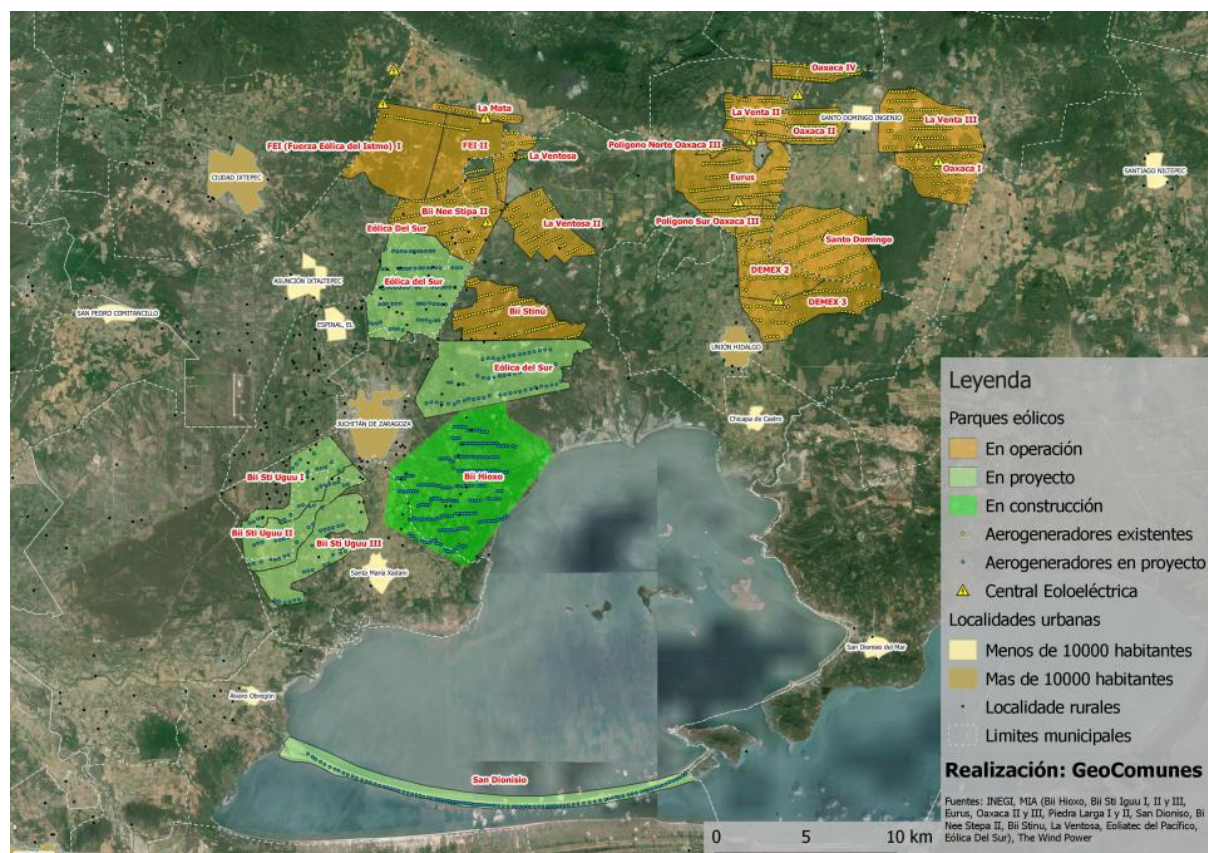 Oaxaca IV
La Mata
La Venta II
SANTO DOMINGO INGENIO
La Venta III
Oaxaca II
FEI (Fuerza Eólica del Istmo) I
FEI II
La Ventosa
Poligono Norte Oaxaca III
Oaxaca I
CIUDAD IXTEPEC
Eurus
SANTIAGO NILTEPEC
Bii Nee Stipa II
La Ventosa II
Poligono Sur Oaxaca III
Eólica Del Sur
Santo Domingo
DEMEX 2
ASUNCIÓN IXTALTEPEC
Eólica del Sur
DEMEX 3
SAN PEDRO COMITANCILLO
Bii Stinú
ESPINAL, EL
UNIÓN HIDALGO
Eólica del Sur
Chicapa de Castro
JUCHITÁN DE ZARAGOZA
Bii Sti Uguu I
Bii Hioxo
Bii Sti Uguu II
Bii Sti Uguu III
Santa María Xadani
San Dionisio del Mar
Álvaro Obregón
San Dionisio
Leyenda
Parques eólicos
En operación
En proyecto
En construcción
Aerogeneradores existentes
Aerogeneradores en proyecto
Central Eoloeléctrica
Localidades urbanas
Menos de 10000 habitantes
Mas de 10000 habitantes
Localidade rurales
Limites municipales
Realización: GeoComunes
Fuentes: INEGI, MIA (Bii Hioxo, Bii Sti Iguu I, II y III,
Eurus, Oaxaca II y III, Piedra Larga I y II, San Dioniso, Bi
Nee Stepa II, Bii Stinu, La Ventosa, Eoliatec del Pacífico,
Eólica Del Sur), The Wind Power
0 5 10 km